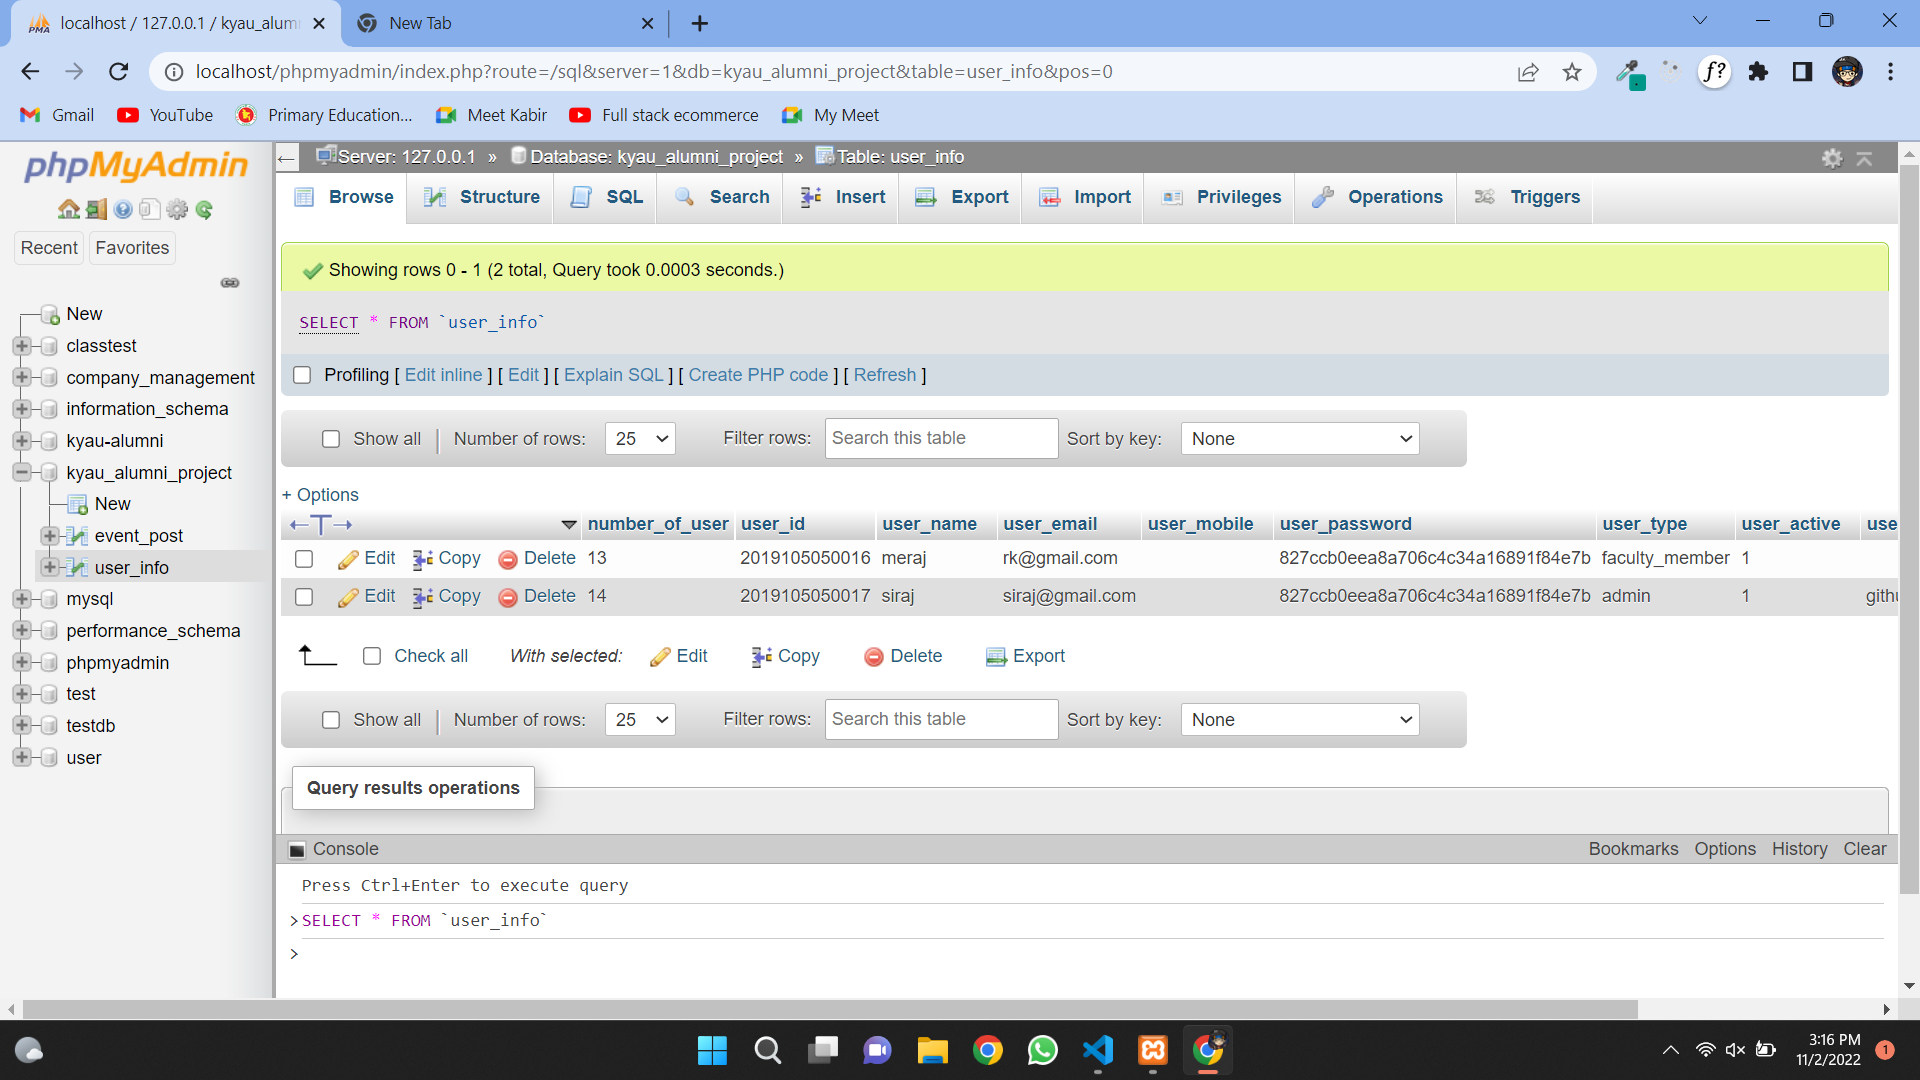 localhost / 127.0.0.1 / kyau_alumn
New Tab
localhost/phpmyadmin/index.php?route=/sql&server=1&db=kyau_alumni_project&table=user_info&pos=0
f?
Gmail YouTube Primary Education... Meet Kabir Full stack ecommerce My Meet
phpMyAdmin
Recent Favorites
New
classtest
company_management
information_schema
kyau-alumni
kyau_alumni_project
New
event_post
user_info
mysql
performance_schema
phpmyadmin
test
testdb
user
Server: 127.0.0.1 » Database: kyau_alumni_project » Table: user_info
Browse Structure SQL Search Insert Export Import Privileges Operations Triggers
Showing rows 0 - 1 (2 total, Query took 0.0003 seconds.)
SELECT * FROM `user_info`
Profiling [ Edit inline ] [ Edit ] [ Explain SQL ] [ Create PHP code ] [ Refresh ]
Show all | Number of rows: 25 Filter rows: Search this table Sort by key: None
+ Options
←T→ number_of_user user_id user_name user_email user_mobile user_password user_type user_active use
Edit Copy Delete 13 2019105050016 meraj rk@gmail.com 827ccb0eea8a706c4c34a16891f84e7b faculty_member 1
Edit Copy Delete 14 2019105050017 siraj siraj@gmail.com 827ccb0eea8a706c4c34a16891f84e7b admin 1 githu
Check all With selected: Edit Copy Delete Export
Show all | Number of rows: 25 Filter rows: Search this table Sort by key: None
Query results operations
Console Bookmarks Options History Clear
Press Ctrl+Enter to execute query
>SELECT * FROM `user_info`
>
3:16 PM
11/2/2022
1